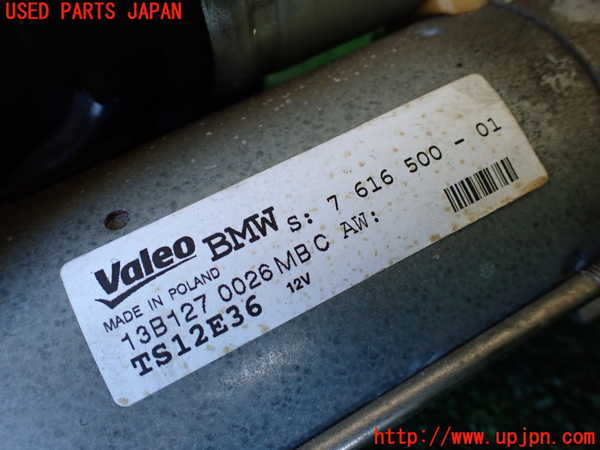 USED PARTS JAPAN
Valeo BMW S: 7 616 500 - 01
MADE IN POLAND AW:
13B127 0026 MBC
TS12E36 12V
http://www.upjpn.com/